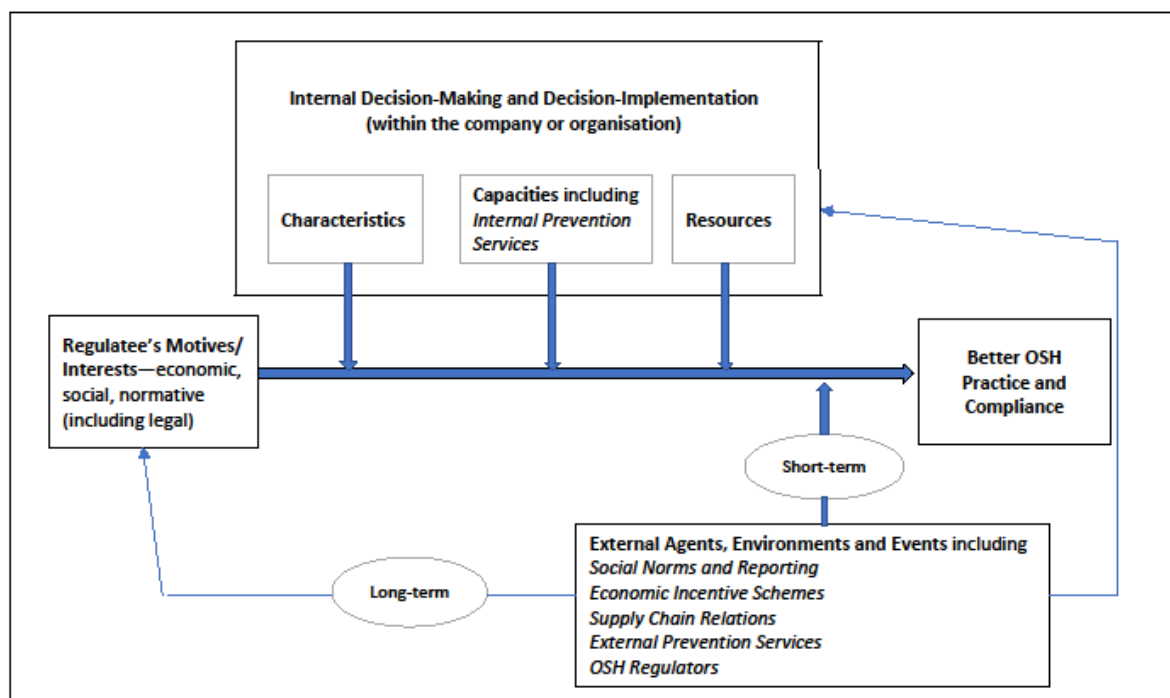 Internal Decision-Making and Decision-Implementation
(within the company or organisation)
Characteristics
Capacities including
Internal Prevention
Services
Resources
Regulatee's Motives/
Interests—economic,
social, normative
(including legal)
Better OSH
Practice and
Compliance
Short-term
External Agents, Environments and Events including
Social Norms and Reporting
Economic Incentive Schemes
Supply Chain Relations
External Prevention Services
OSH Regulators
Long-term